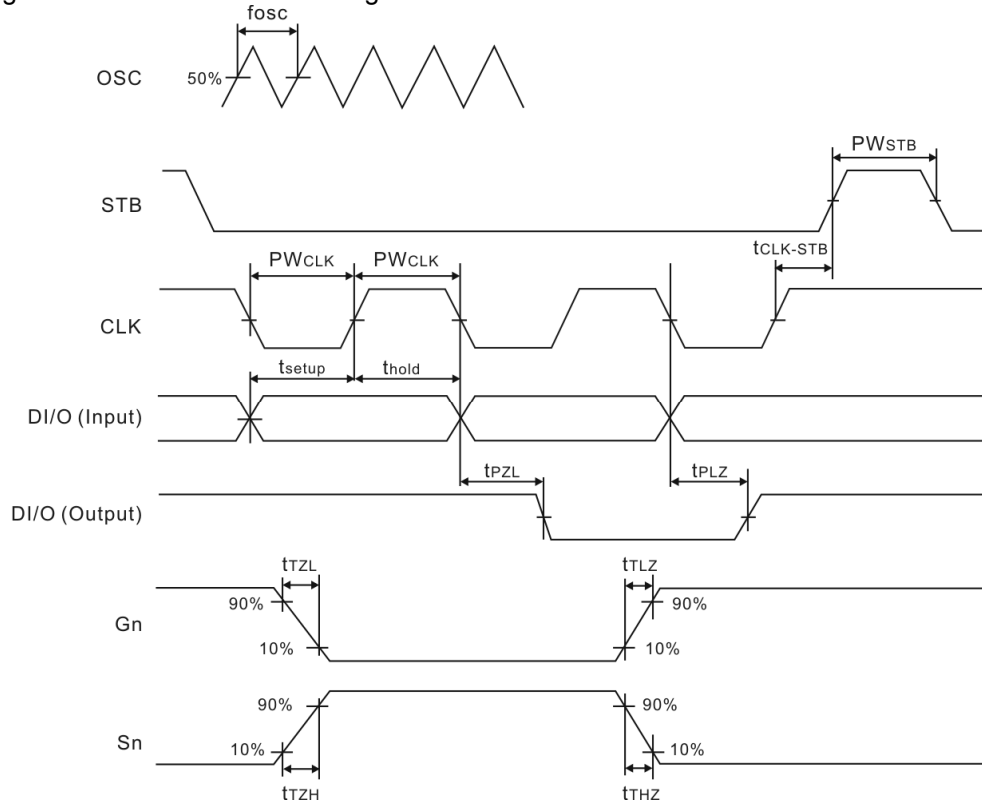 fosc
OSC
50%
PWSTB
STB
tCLK-STB
PWCLK
PWCLK
CLK
tsetup
thold
DI/O (Input)
tPZL
tPLZ
DI/O (Output)
tTZL
tTLZ
90%
90%
Gn
10%
10%
90%
90%
Sn
10%
10%
tTZH
tTHZ